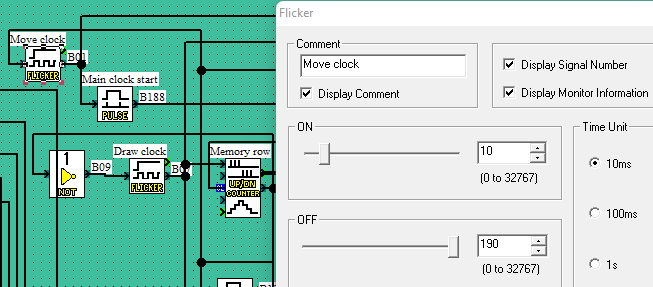 Flicker
Move clock
B01
FLICKER
Main clock start
B188
PULSE
1
B09
NOT
Draw clock
FLICKER
Memory row
UP/DN
COUNTER
Comment
Move clock
Display Comment
Display Signal Number
Display Monitor Information
ON
10
(0 to 32767)
OFF
190
(0 to 32767)
Time Unit
10ms
100ms
1s